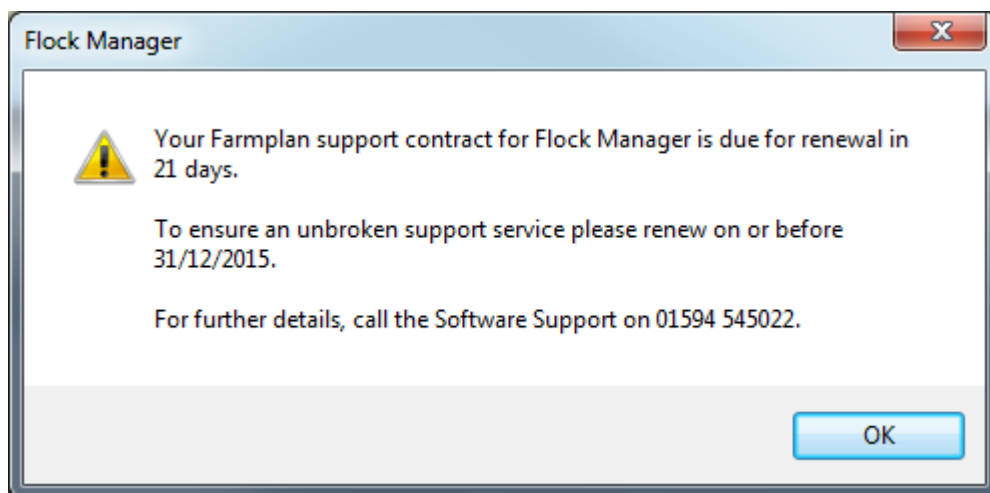 Flock Manager
Your Farmplan support contract for Flock Manager is due for renewal in
21 days.
To ensure an unbroken support service please renew on or before
31/12/2015.
For further details, call the Software Support on 01594 545022.
OK